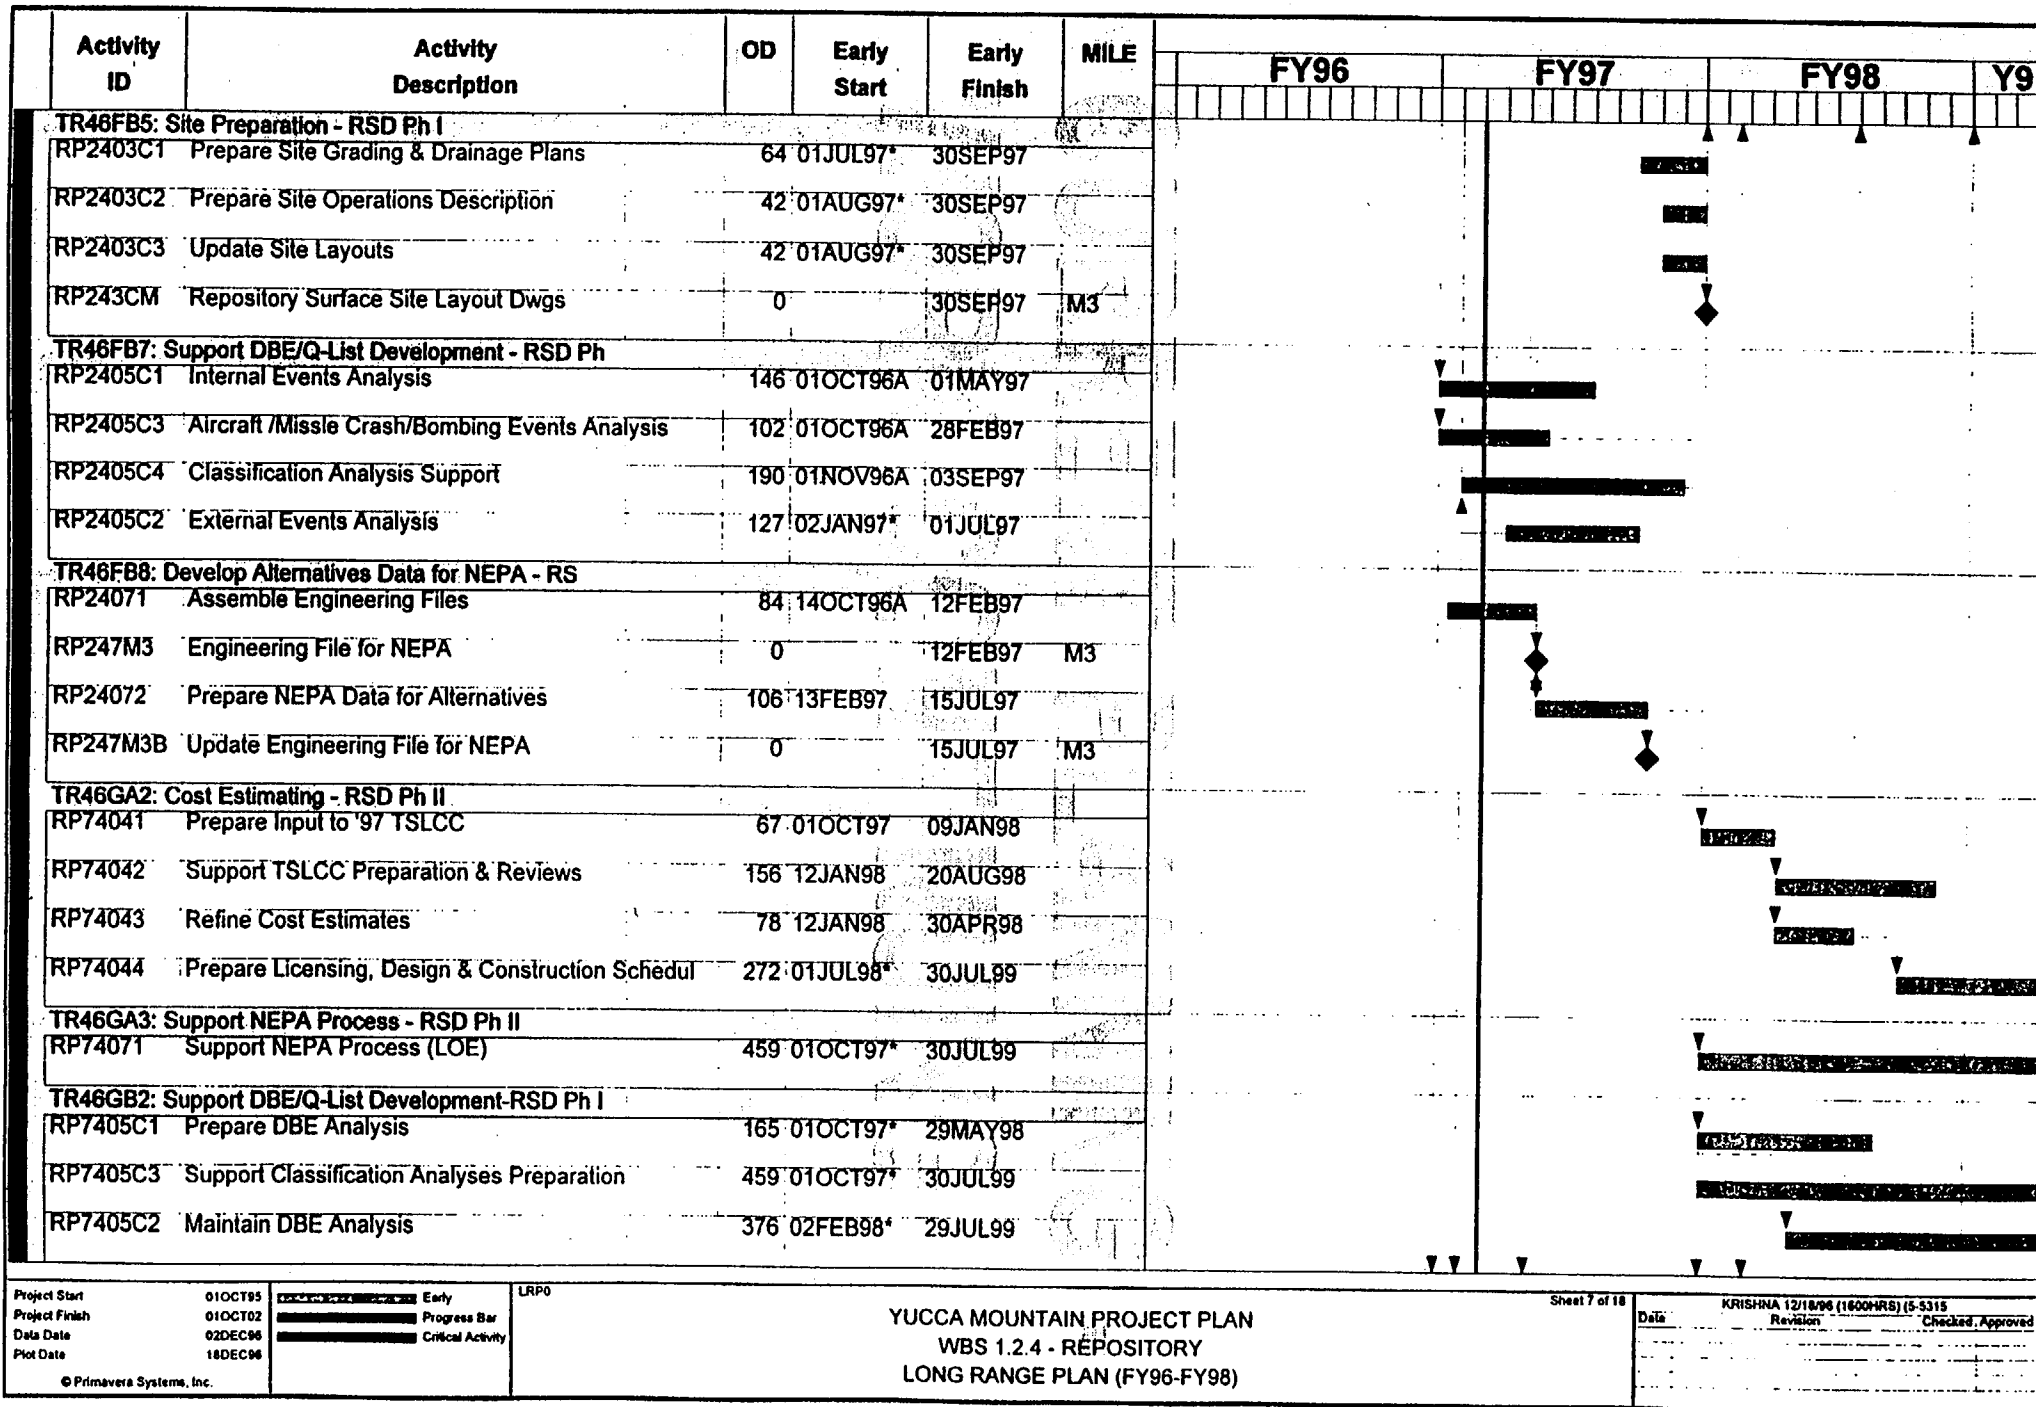 Activity ID Activity Description OD Early Start Early Finish MILE FY96 FY97 FY98 Y9
TR46FB5: Site Preparation - RSD Ph I
RP2403C1 Prepare Site Grading & Drainage Plans 64 01JUL97* 30SEP97
RP2403C2 Prepare Site Operations Description 42 01AUG97* 30SEP97
RP2403C3 Update Site Layouts 42 01AUG97* 30SEP97
RP243CM Repository Surface Site Layout Dwgs 0 30SEP97 M3
TR46FB7: Support DBE/Q-List Development - RSD Ph
RP2405C1 Internal Events Analysis 146 01OCT96A 01MAY97
RP2405C3 Aircraft /Missle Crash/Bombing Events Analysis 102 01OCT96A 28FEB97
RP2405C4 Classification Analysis Support 190 01NOV96A 03SEP97
RP2405C2 External Events Analysis 127 02JAN97* 01JUL97
TR46FB8: Develop Alternatives Data for NEPA - RS
RP24071 Assemble Engineering Files 84 14OCT96A 12FEB97
RP247M3 Engineering File for NEPA 0 12FEB97 M3
RP24072 Prepare NEPA Data for Alternatives 106 13FEB97 15JUL97
RP247M3B Update Engineering File for NEPA 0 15JUL97 M3
TR46GA2: Cost Estimating - RSD Ph II
RP74041 Prepare Input to '97 TSLCC 67 01OCT97 09JAN98
RP74042 Support TSLCC Preparation & Reviews 156 12JAN98 20AUG98
RP74043 Refine Cost Estimates 78 12JAN98 30APR98
RP74044 Prepare Licensing, Design & Construction Schedul 272 01JUL98* 30JUL99
TR46GA3: Support NEPA Process - RSD Ph II
RP74071 Support NEPA Process (LOE) 459 01OCT97* 30JUL99
TR46GB2: Support DBE/Q-List Development-RSD Ph I
RP7405C1 Prepare DBE Analysis 165 01OCT97* 29MAY98
RP7405C3 Support Classification Analyses Preparation 459 01OCT97* 30JUL99
RP7405C2 Maintain DBE Analysis 376 02FEB98* 29JUL99
Project Start 01OCT95
Project Finish 01OCT02
Data Date 02DEC96
Plot Date 18DEC96
© Primavera Systems, Inc.
Early
Progress Bar
Critical Activity
LRP0
YUCCA MOUNTAIN PROJECT PLAN
WBS 1.2.4 - REPOSITORY
LONG RANGE PLAN (FY96-FY98)
Sheet 7 of 18
KRISHNA 12/18/96 (1600HRS) (5-5315
Date Revision Checked Approved